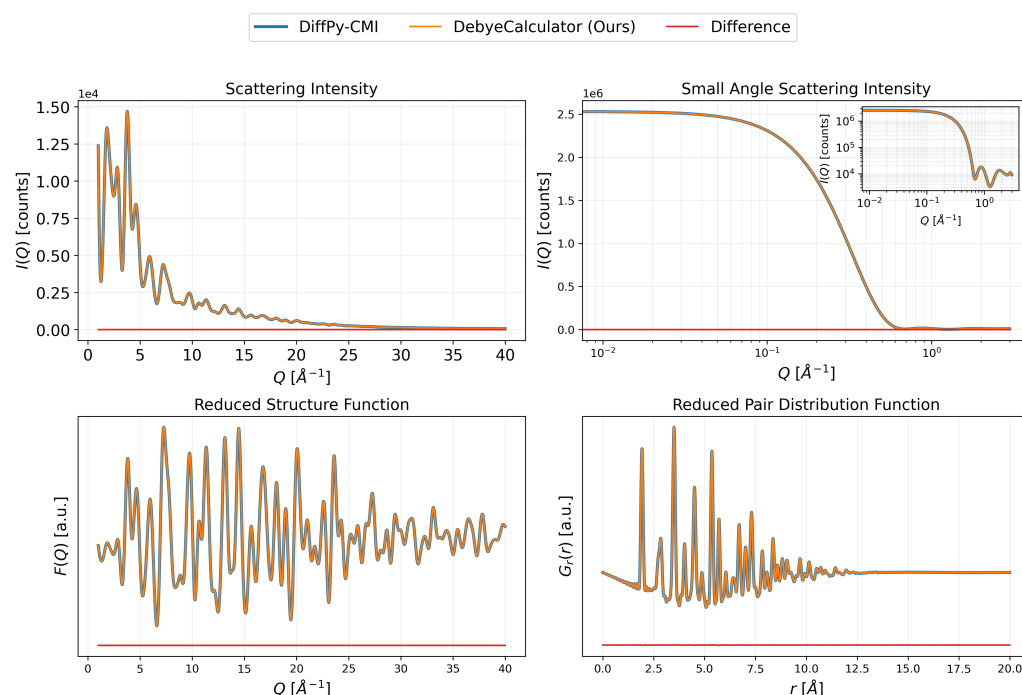 DiffPy-CMI DebyeCalculator (Ours) Difference
Scattering Intensity
1e4
1.50
1.25
1.00
0.75
0.50
0.25
0.00
I(Q) [counts]
0 5 10 15 20 25 30 35 40
Q [Å⁻¹]
Small Angle Scattering Intensity
1e6
2.5
2.0
1.5
1.0
0.5
0.0
I(Q) [counts]
10⁻² 10⁻¹ 10⁰
Q [Å⁻¹]
10⁶
10⁵
10⁴
I(Q) [counts]
10⁻² 10⁻¹ 10⁰
Q [Å⁻¹]
Reduced Structure Function
F(Q) [a.u.]
0 5 10 15 20 25 30 35 40
Q [Å⁻¹]
Reduced Pair Distribution Function
Gᵣ(r) [a.u.]
0.0 2.5 5.0 7.5 10.0 12.5 15.0 17.5 20.0
r [Å]